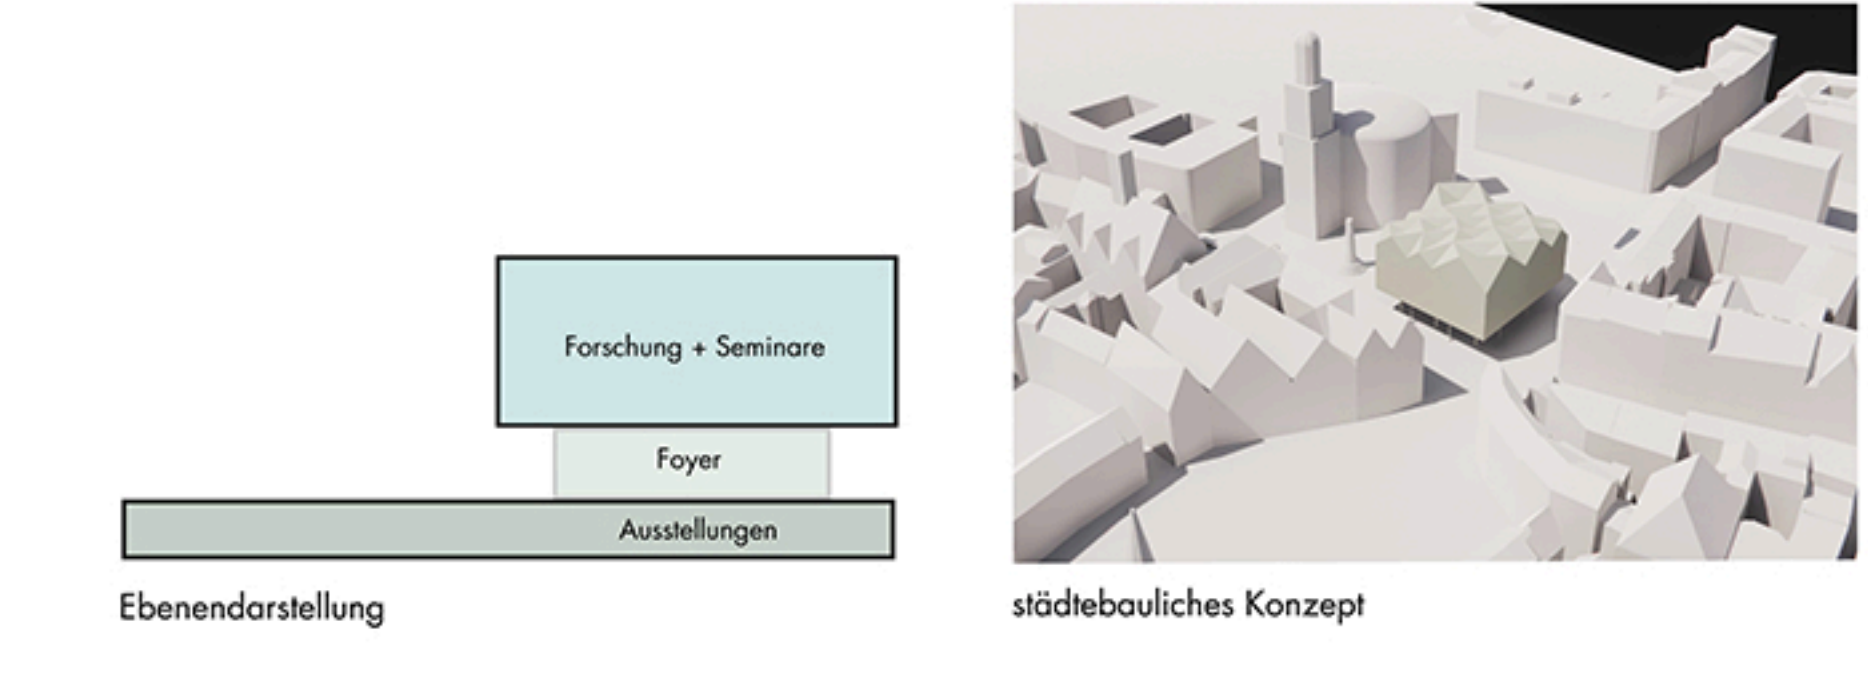 Forschung + Seminare
Foyer
Ausstellungen
Ebenendarstellung
städtebauliches Konzept